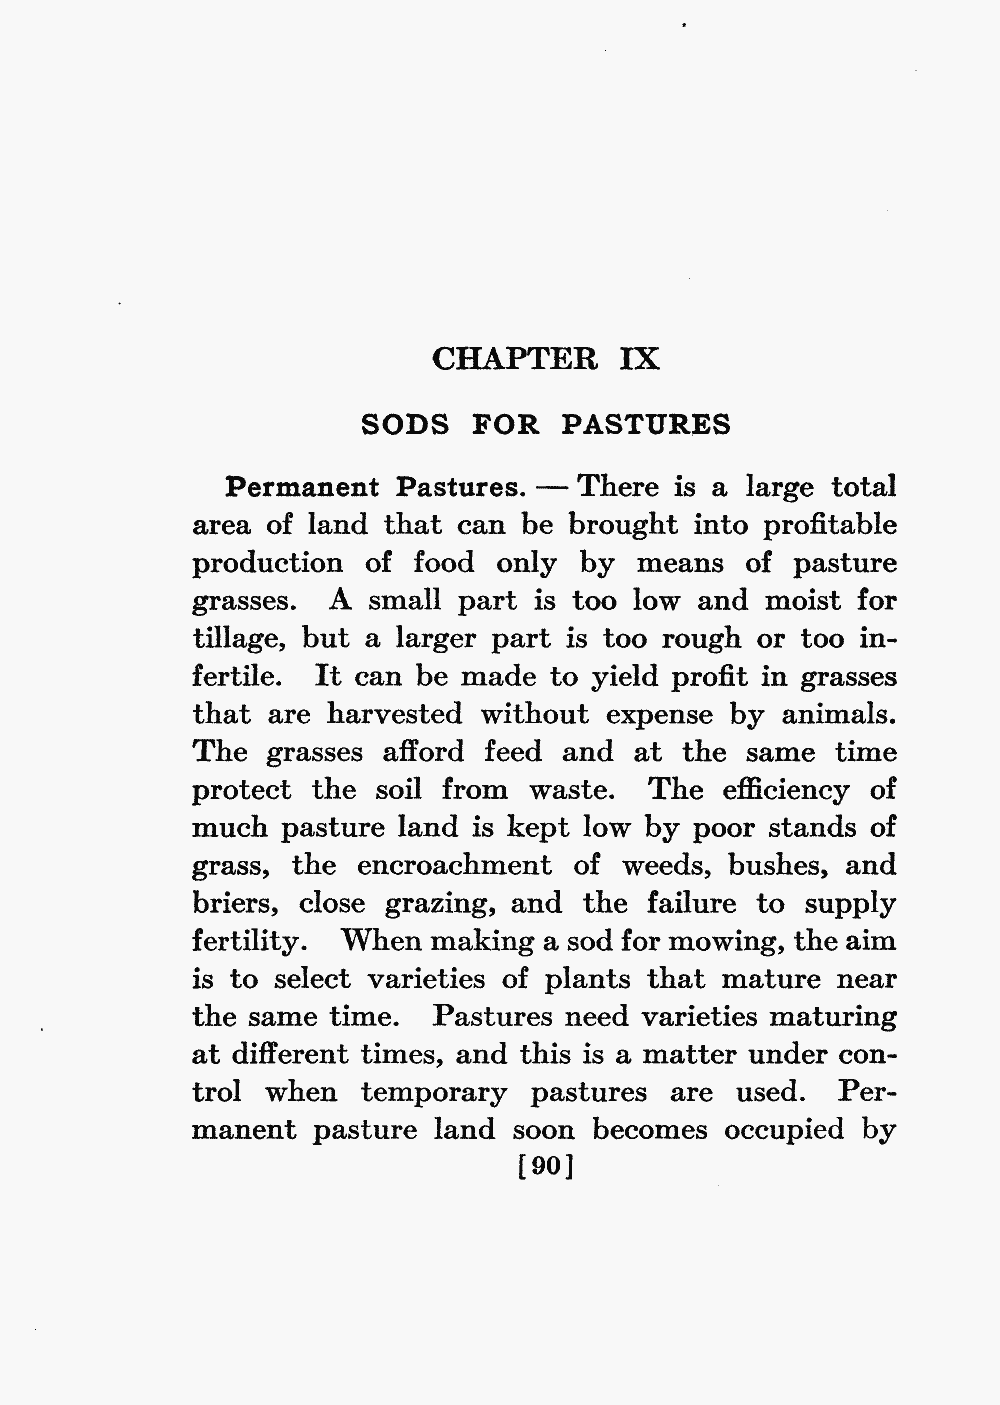 CHAPTER IX
SODS FOR PASTURES
Permanent Pastures. — There is a large total
area of land that can be brought into profitable
production of food only by means of pasture
grasses. A small part is too low and moist for
tillage, but a larger part is too rough or too in-
fertile. It can be made to yield profit in grasses
that are harvested without expense by animals.
The grasses afford feed and at the same time
protect the soil from waste. The efficiency of
much pasture land is kept low by poor stands of
grass, the encroachment of weeds, bushes, and
briers, close grazing, and the failure to supply
fertility. When making a sod for mowing, the aim
is to select varieties of plants that mature near
the same time. Pastures need varieties maturing
at different times, and this is a matter under con-
trol when temporary pastures are used. Per-
manent pasture land soon becomes occupied by
[90]